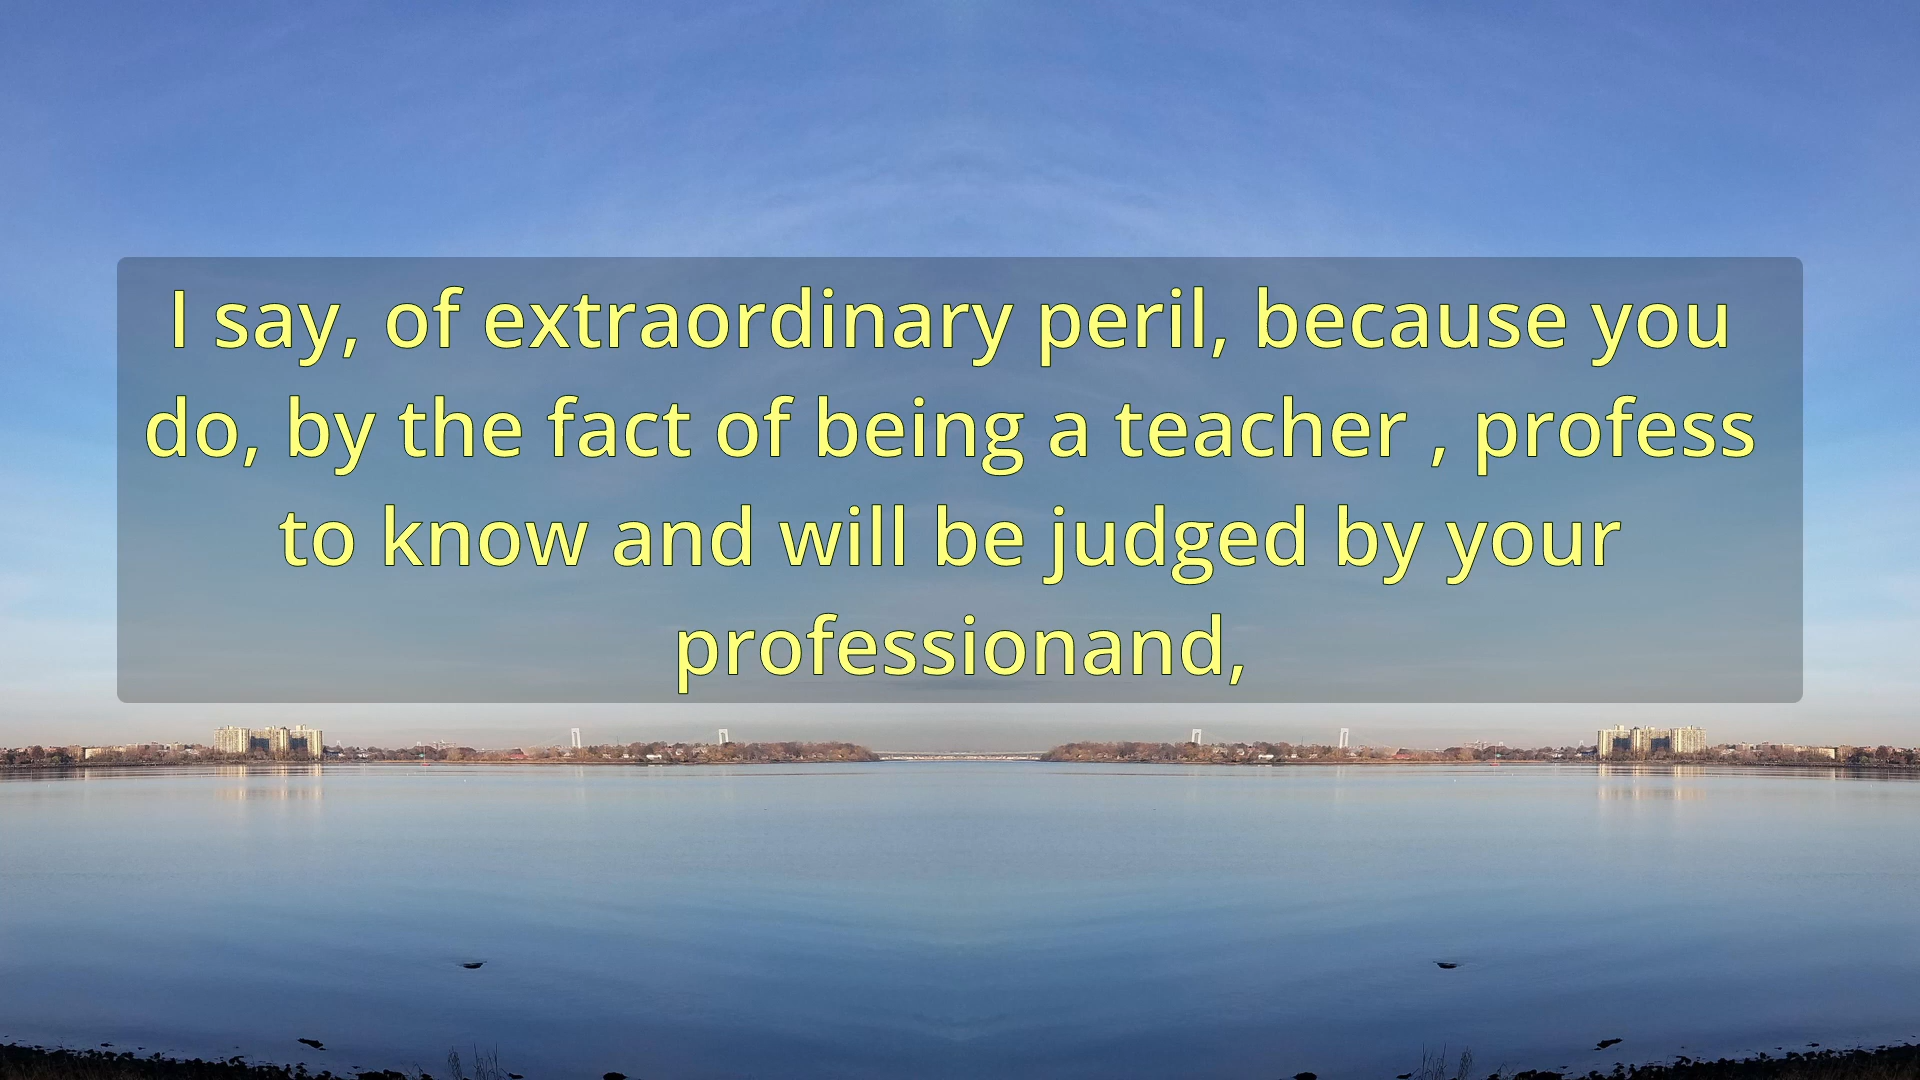 I say, of extraordinary peril, because you
do, by the fact of being a teacher , profess
to know and will be judged by your
professionand,